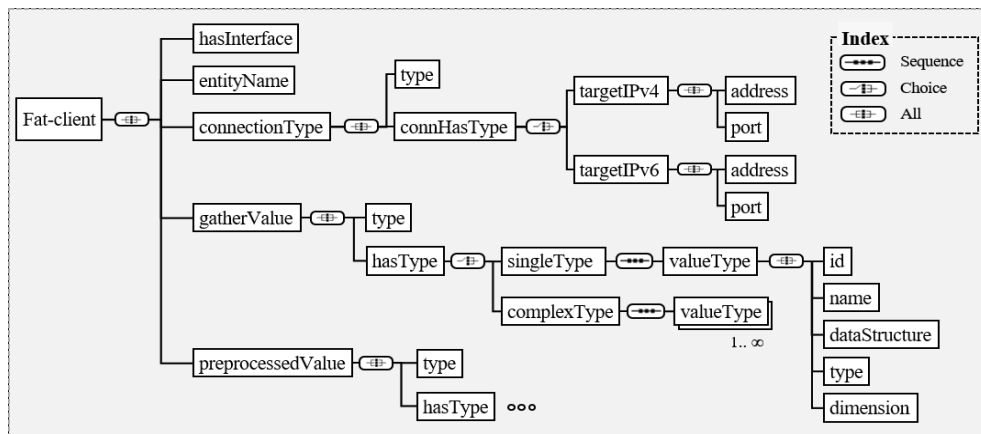 Index
Sequence
Choice
All
Fat-client
hasInterface
entityName
connectionType
type
connHasType
targetIPv4
address
port
targetIPv6
address
port
gatherValue
type
hasType
singleType
valueType
id
name
dataStructure
type
dimension
complexType
valueType
1.. ∞
preprocessedValue
type
hasType